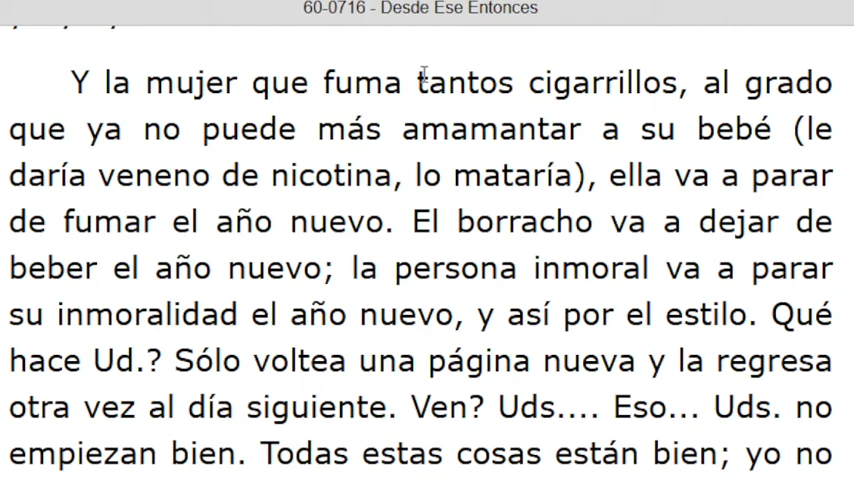 60-0716 - Desde Ese Entonces
Y la mujer que fuma tantos cigarrillos, al grado
que ya no puede más amamantar a su bebé (le
daría veneno de nicotina, lo mataría), ella va a parar
de fumar el año nuevo. El borracho va a dejar de
beber el año nuevo; la persona inmoral va a parar
su inmoralidad el año nuevo, y así por el estilo. Qué
hace Ud.? Sólo voltea una página nueva y la regresa
otra vez al día siguiente. Ven? Uds.... Eso... Uds. no
empiezan bien. Todas estas cosas están bien; yo no